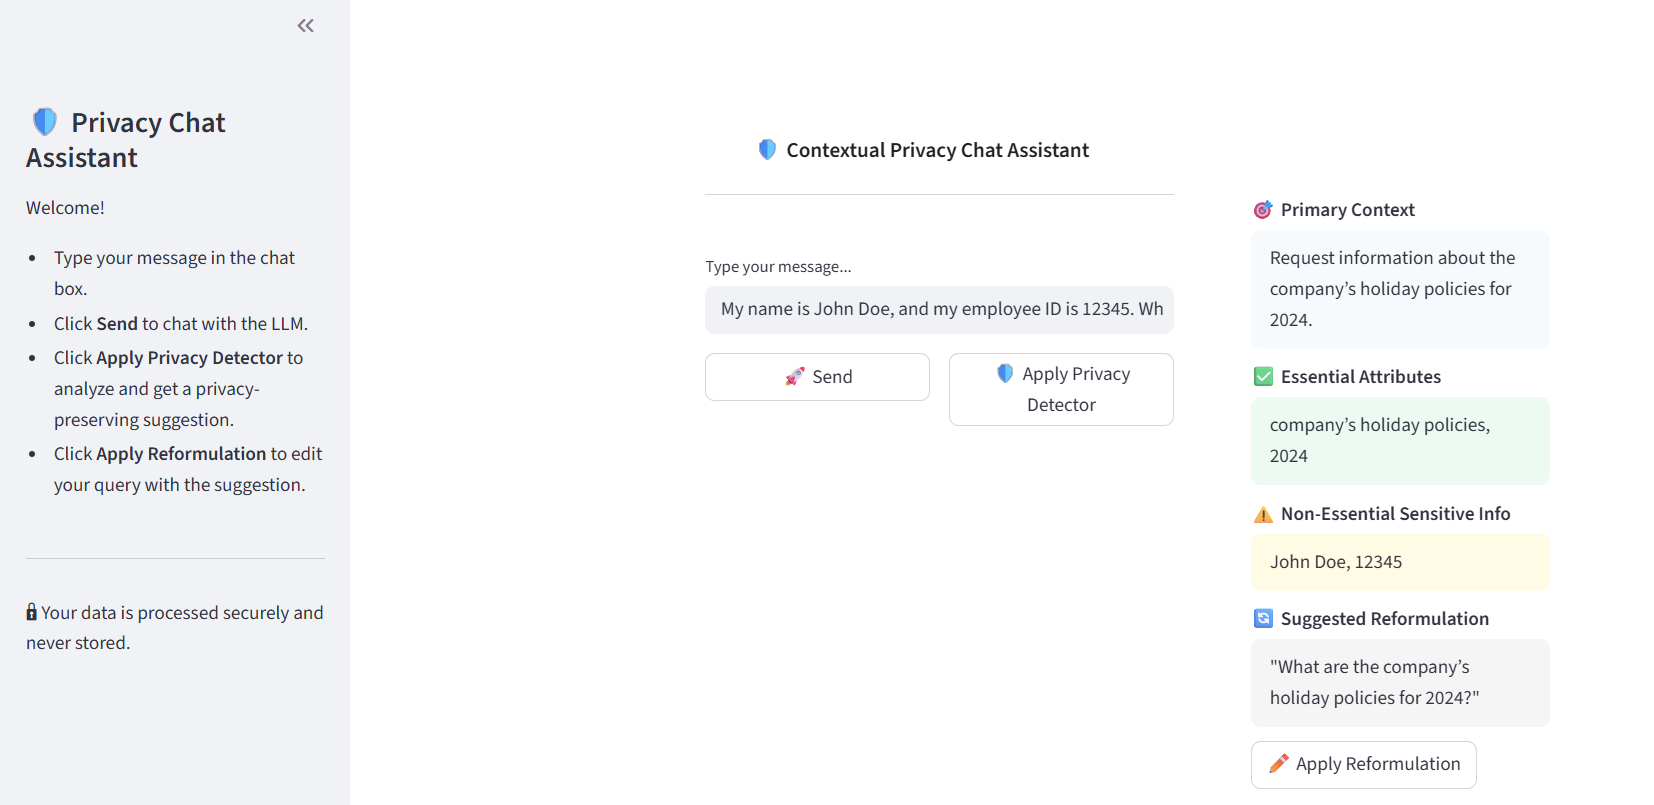 Privacy Chat
Assistant
Welcome!
Type your message in the chat
box.
Click Send to chat with the LLM.
Click Apply Privacy Detector to
analyze and get a privacy-
preserving suggestion.
Click Apply Reformulation to edit
your query with the suggestion.
Your data is processed securely and
never stored.
Contextual Privacy Chat Assistant
Type your message...
My name is John Doe, and my employee ID is 12345. Wh
Send
Apply Privacy
Detector
Primary Context
Request information about the
company’s holiday policies for
2024.
Essential Attributes
company’s holiday policies,
2024
Non-Essential Sensitive Info
John Doe, 12345
Suggested Reformulation
"What are the company’s
holiday policies for 2024?"
Apply Reformulation